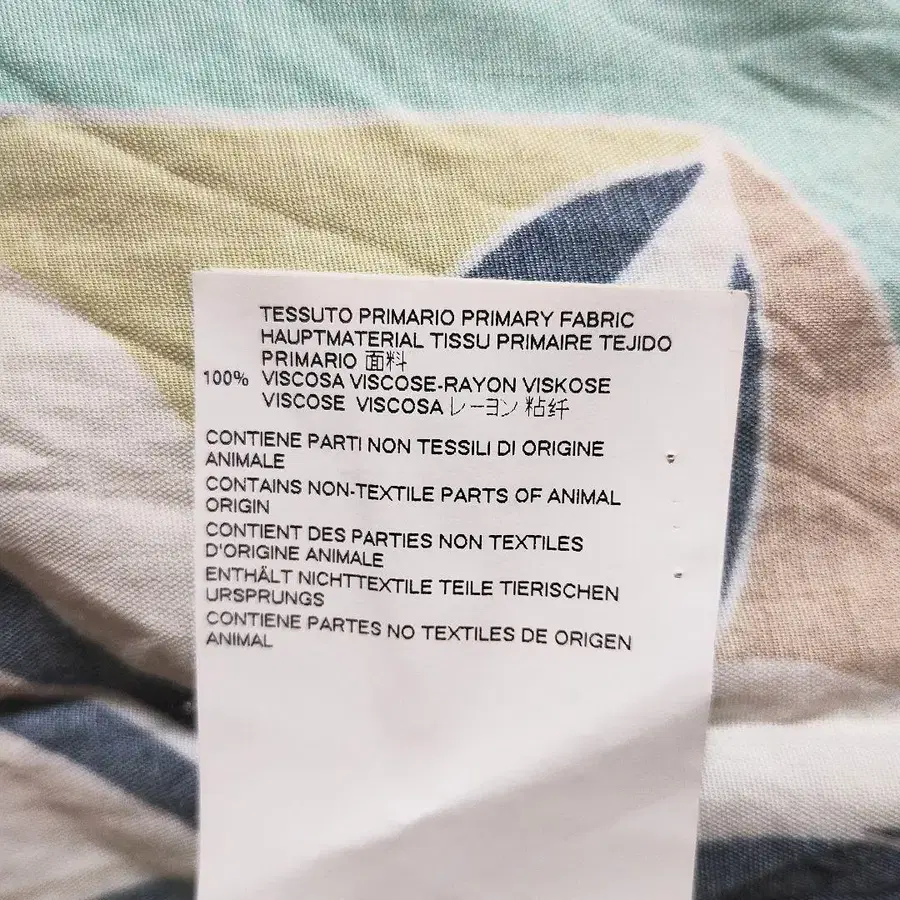 TESSUTO PRIMARIO PRIMARY FABRIC
HAUPTMATERIAL TISSU PRIMAIRE TEJIDO
PRIMARIO 面料
100% VISCOSA VISCOSE-RAYON VISKOSE
VISCOSE VISCOSA レーヨン 粘纤
CONTIENE PARTI NON TESSILI DI ORIGINE
ANIMALE
CONTAINS NON-TEXTILE PARTS OF ANIMAL
ORIGIN
CONTIENT DES PARTIES NON TEXTILES
D'ORIGINE ANIMALE
ENTHÄLT NICHTTEXTILE TEILE TIERISCHEN
URSPRUNGS
CONTIENE PARTES NO TEXTILES DE ORIGEN
ANIMAL